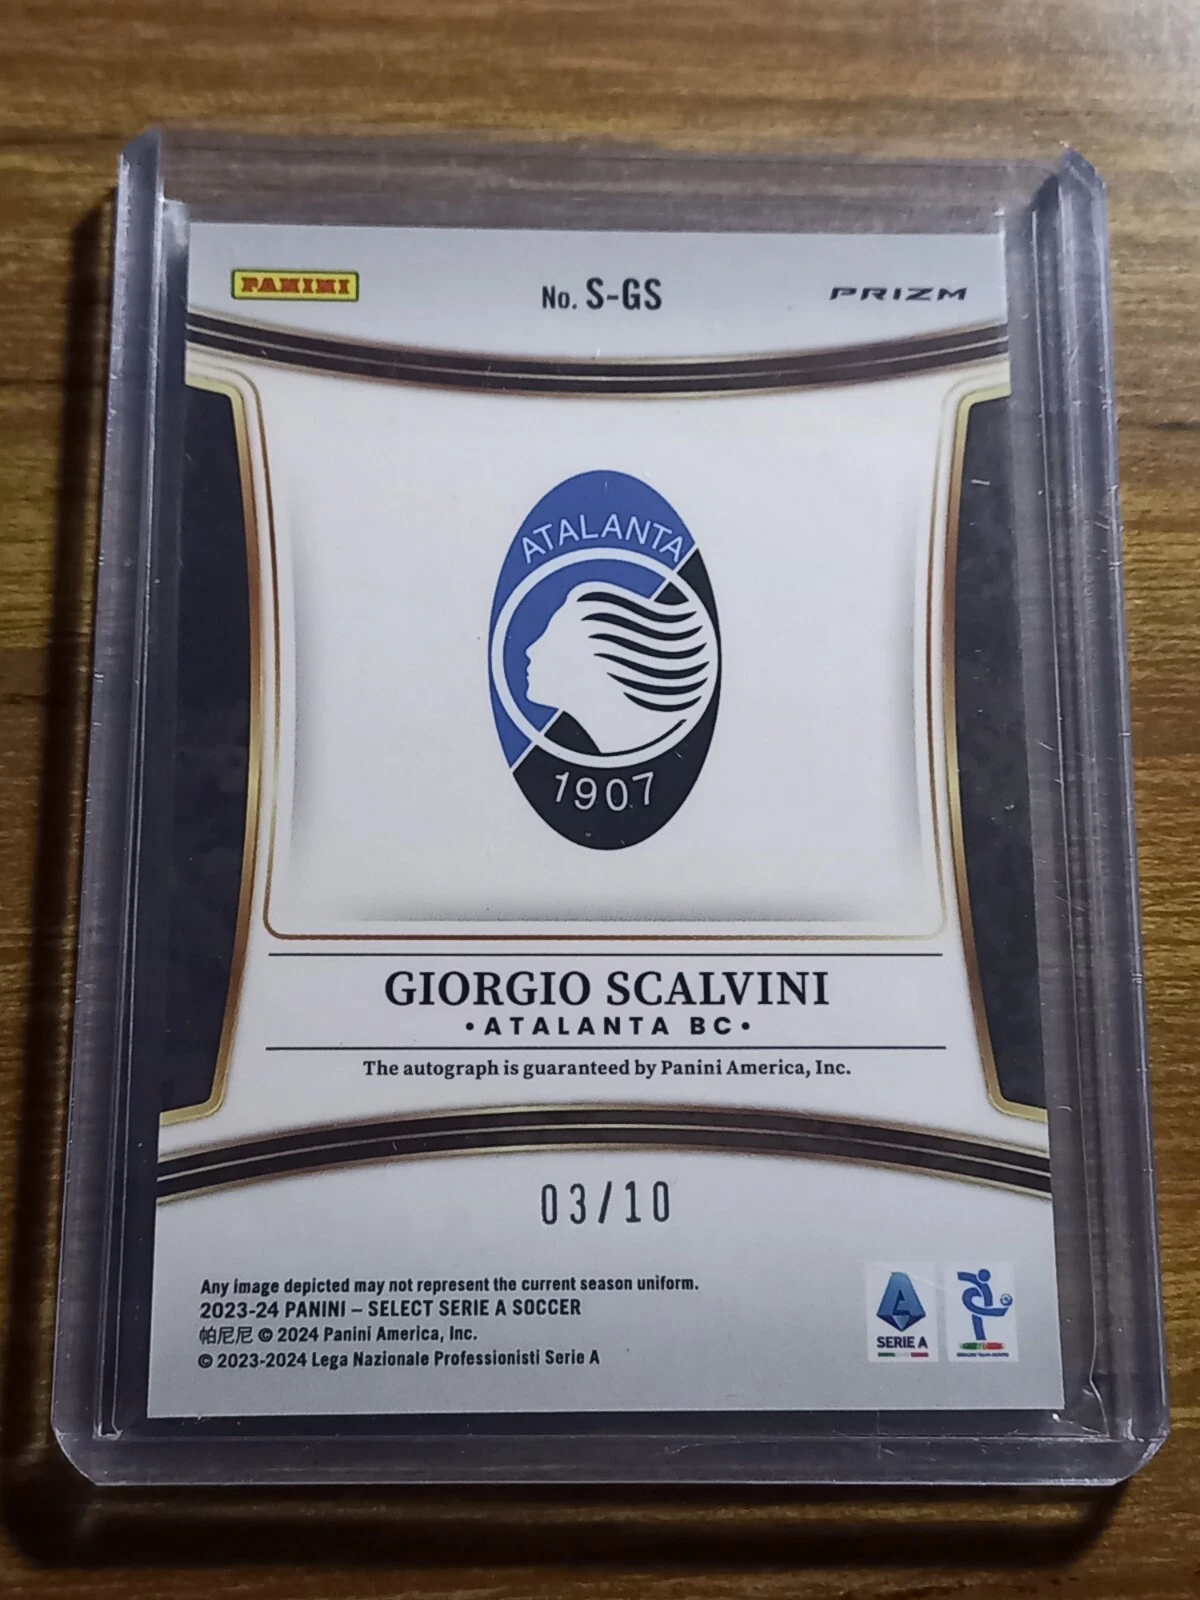 PANINI
No. S-GS
PRIZM
ATALANTA
1907
GIORGIO SCALVINI
• ATALANTA BC •
The autograph is guaranteed by Panini America, Inc.
03/10
Any image depicted may not represent the current season uniform.
2023-24 PANINI – SELECT SERIE A SOCCER
帕尼尼 © 2024 Panini America, Inc.
© 2023-2024 Lega Nazionale Professionisti Serie A
SERIE A